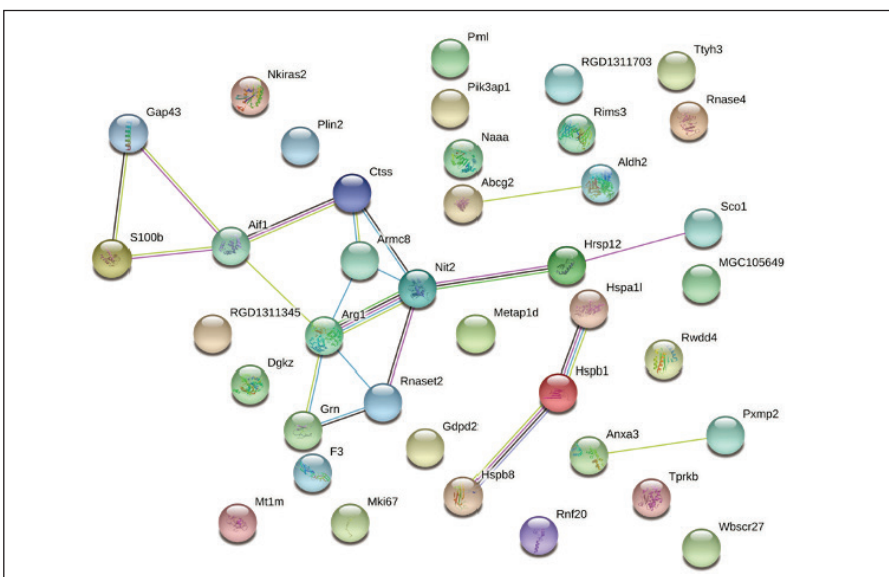 Pml
RGD1311703
Ttyh3
Nkiras2
Pik3ap1
Gap43
Rnase4
Rims3
Plin2
Naaa
Ctss
Aldh2
Abcg2
Sco1
S100b
Aif1
Armc8
Hrsp12
Nit2
MGC105649
Hspa1l
RGD1311345
Arg1
Metap1d
Rwdd4
Dgkz
Hspb1
Rnaset2
Grn
Pxmp2
Gdpd2
Anxa3
F3
Hspb8
Tprkb
Mt1m
Mki67
Rnf20
Wbscr27